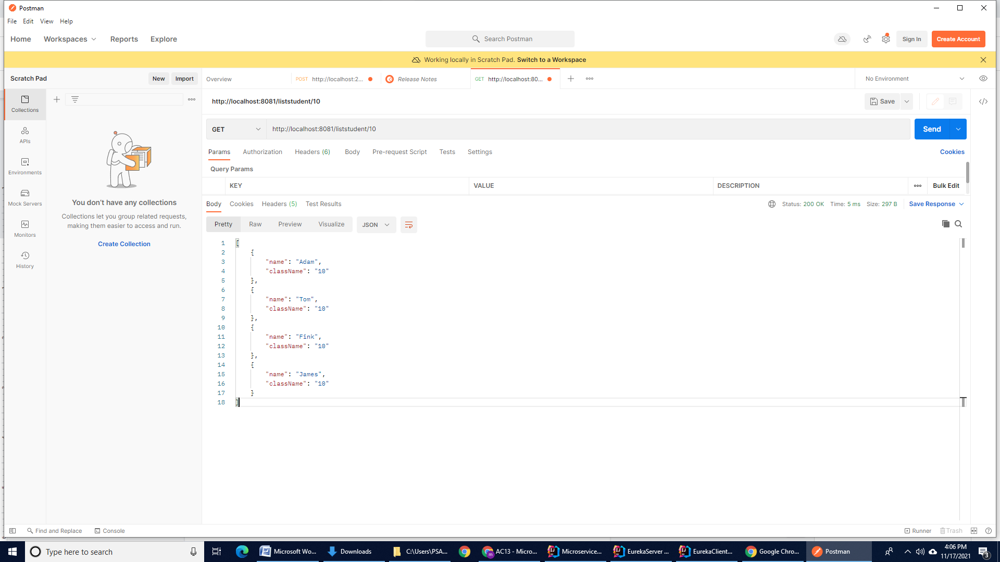 Postman
File Edit View Help
Home Workspaces Reports Explore
Search Postman
Sign In
Create Account
Working locally in Scratch Pad. Switch to a Workspace
Scratch Pad
New
Import
Overview
POST http://localhost:2...
Release Notes
GET http://localhost:80...
No Environment
Collections
APIs
Environments
Mock Servers
Monitors
History
You don't have any collections
Collections let you group related requests,
making them easier to access and run.
Create Collection
http://localhost:8081/liststudent/10
Save
GET
http://localhost:8081/liststudent/10
Send
Params Authorization Headers (6) Body Pre-request Script Tests Settings
Cookies
Query Params
KEY VALUE DESCRIPTION
Bulk Edit
Body Cookies Headers (5) Test Results
Status: 200 OK Time: 5 ms Size: 297 B
Save Response
Pretty Raw Preview Visualize JSON
1 [
2 {
3 "name": "Adam",
4 "className": "10"
5 },
6 {
7 "name": "Tom",
8 "className": "10"
9 },
10 {
11 "name": "Fink",
12 "className": "10"
13 },
14 {
15 "name": "James",
16 "className": "10"
17 }
18 ]
Find and Replace Console
Runner Trash
Type here to search
Microsoft Wo...
Downloads
C:\Users\PSA...
AC13 - Micro...
Microservice...
EurekaServer ...
EurekaClient...
Google Chro...
Postman
4:06 PM
11/17/2021
3